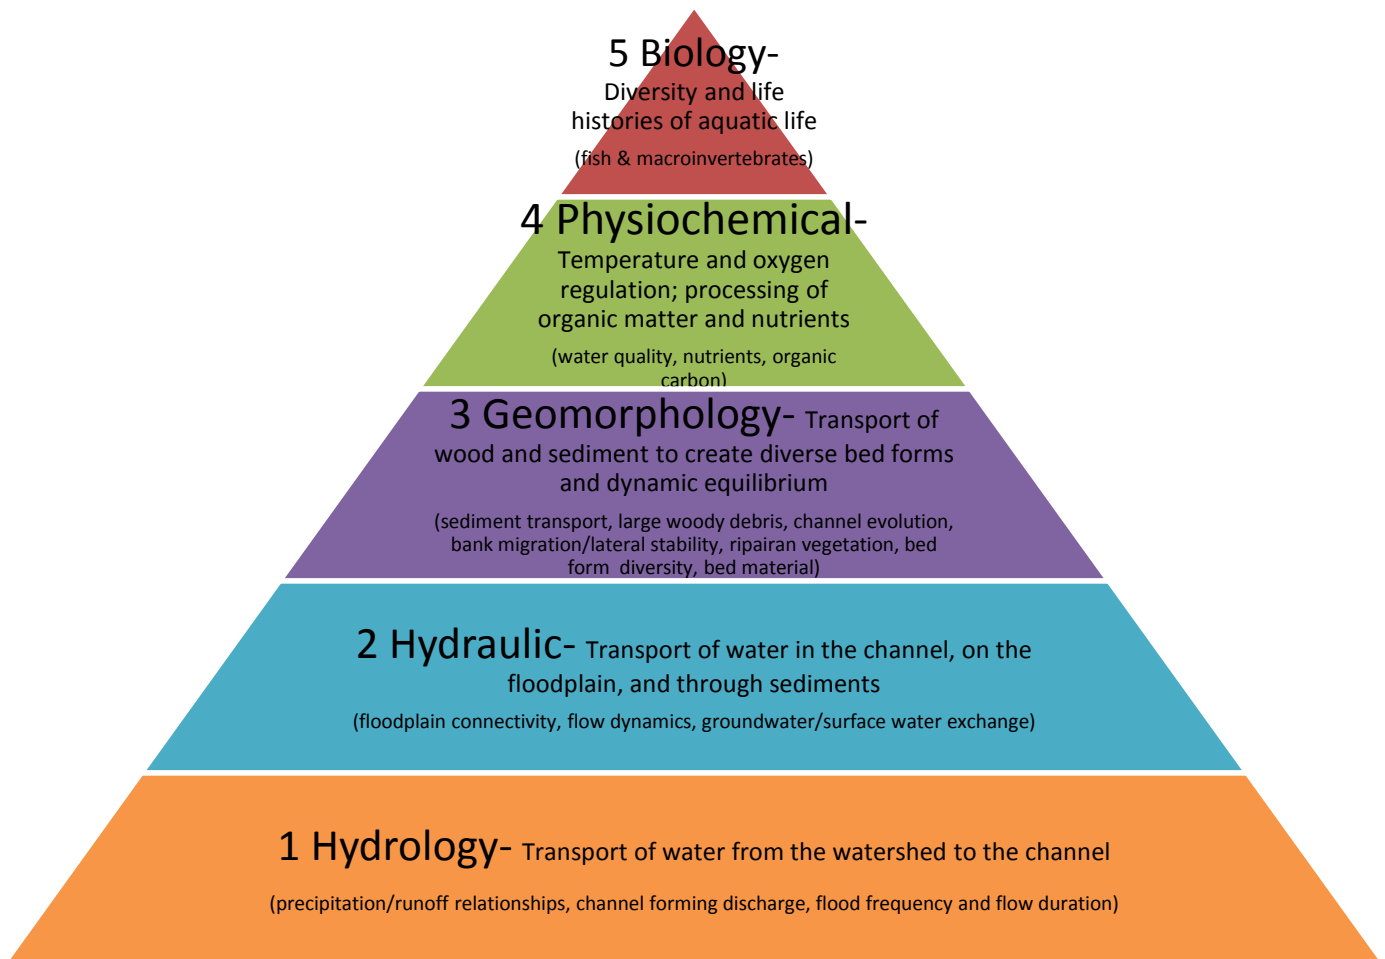 5 Biology-
Diversity and life
histories of aquatic life
(fish & macroinvertebrates)
4 Physiochemical-
Temperature and oxygen
regulation; processing of
organic matter and nutrients
(water quality, nutrients, organic
carbon)
3 Geomorphology- Transport of
wood and sediment to create diverse bed forms
and dynamic equilibrium
(sediment transport, large woody debris, channel evolution,
bank migration/lateral stability, ripairan vegetation, bed
form diversity, bed material)
2 Hydraulic- Transport of water in the channel, on the
floodplain, and through sediments
(floodplain connectivity, flow dynamics, groundwater/surface water exchange)
1 Hydrology- Transport of water from the watershed to the channel
(precipitation/runoff relationships, channel forming discharge, flood frequency and flow duration)